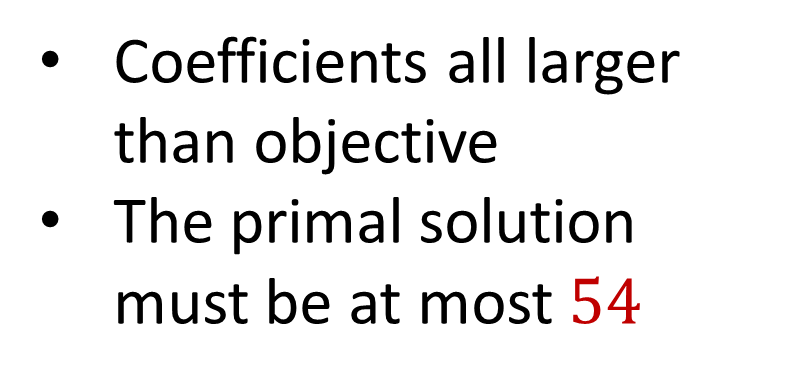 • Coefficients all larger
than objective
• The primal solution
must be at most 54